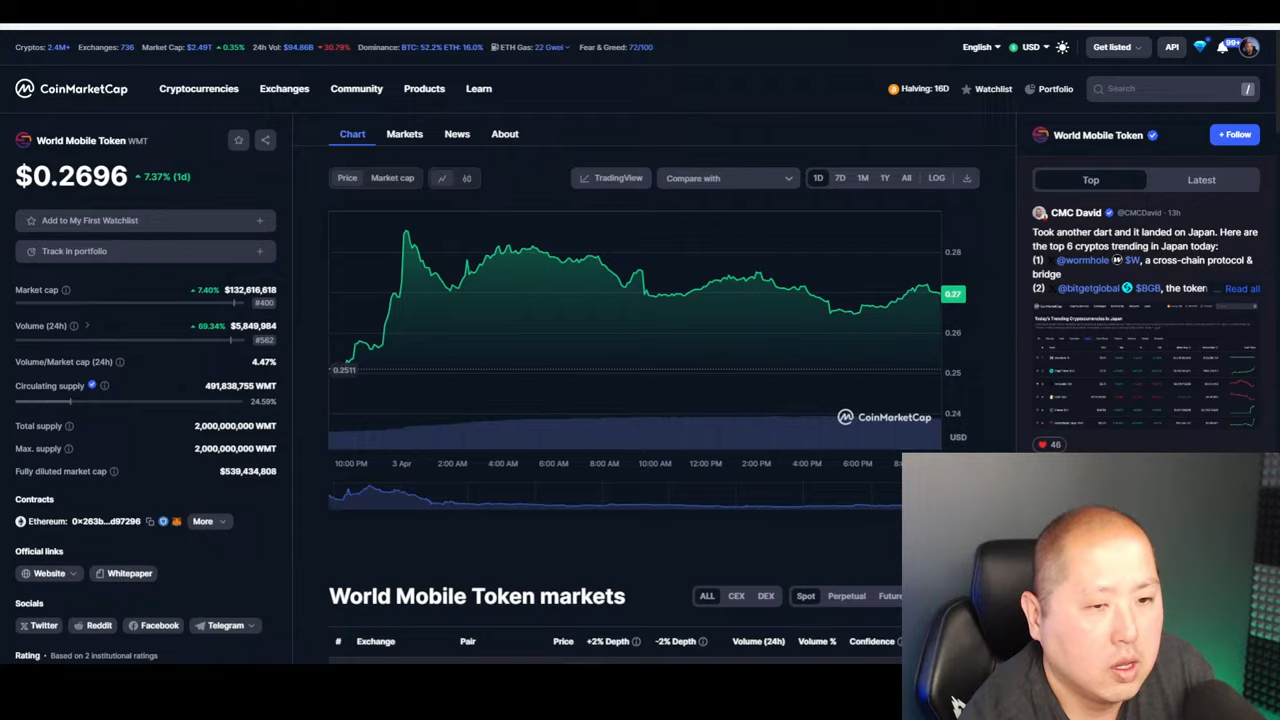 Cryptos: 2.4M+ Exchanges: 736 Market Cap: $2.49T 0.35% 24h Vol: $94.86B 30.79% Dominance: BTC: 52.2% ETH: 16.0% ETH Gas: 22 Gwei Fear & Greed: 72/100
English USD Get listed API 99+
CoinMarketCap Cryptocurrencies Exchanges Community Products Learn
Halving: 16D Watchlist Portfolio Search /
World Mobile Token WMT
$0.2696 7.37% (1d)
Add to My First Watchlist +
Track in portfolio +
Market cap 7.40% $132,616,618
#400
Volume (24h) 69.34% $5,849,984
#562
Volume/Market cap (24h) 4.47%
Circulating supply 491,838,755 WMT
24.59%
Total supply 2,000,000,000 WMT
Max. supply 2,000,000,000 WMT
Fully diluted market cap $539,434,808
Contracts
Ethereum: 0x263b...d97296 More
Official links
Website Whitepaper
Socials
Twitter Reddit Facebook Telegram
Rating • Based on 2 institutional ratings
Chart Markets News About
Price Market cap TradingView Compare with 1D 7D 1M 1Y All LOG
0.28
0.27
0.26
0.2511
0.25
0.24
CoinMarketCap
USD
10:00 PM 3 Apr 2:00 AM 4:00 AM 6:00 AM 8:00 AM 10:00 AM 12:00 PM 2:00 PM 4:00 PM 6:00 PM
World Mobile Token markets
ALL CEX DEX Spot Perpetual Future
# Exchange Pair Price +2% Depth -2% Depth Volume (24h) Volume % Confidence
World Mobile Token + Follow
Top Latest
CMC David @CMCDavid · 13h
Took another dart and it landed on Japan. Here are
the top 6 cryptos trending in Japan today:
(1) @wormhole $W, a cross-chain protocol &
bridge
(2) @bitgetglobal $BGB, the token ... Read all
Today's Trending Cryptocurrencies In Japan
46